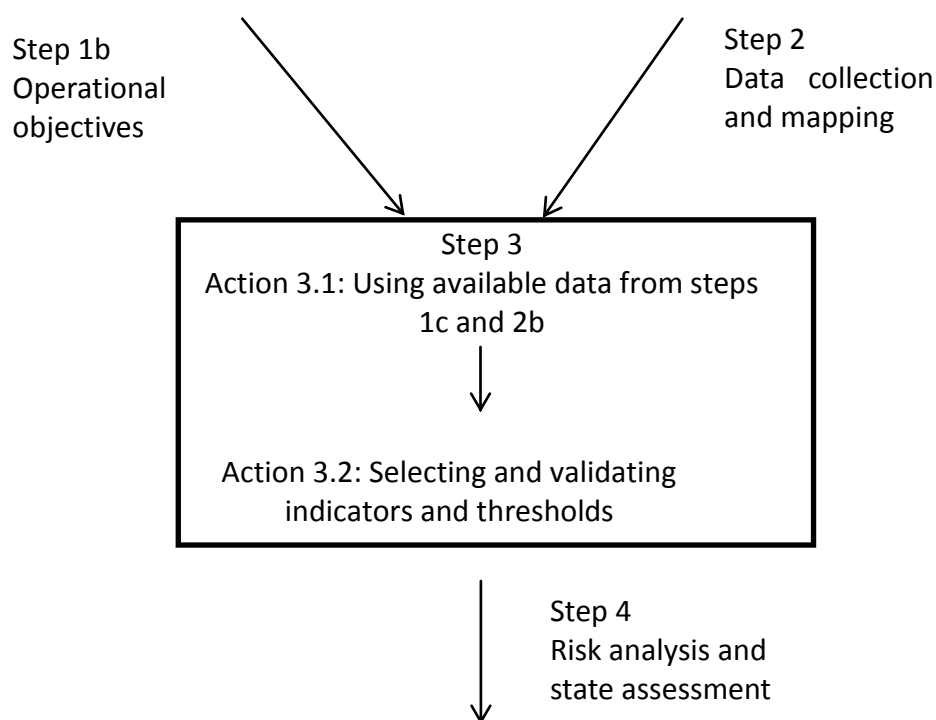 Step 1b
Operational
objectives
Step 2
Data collection
and mapping
Step 3
Action 3.1: Using available data from steps
1c and 2b
Action 3.2: Selecting and validating
indicators and thresholds
Step 4
Risk analysis and
state assessment